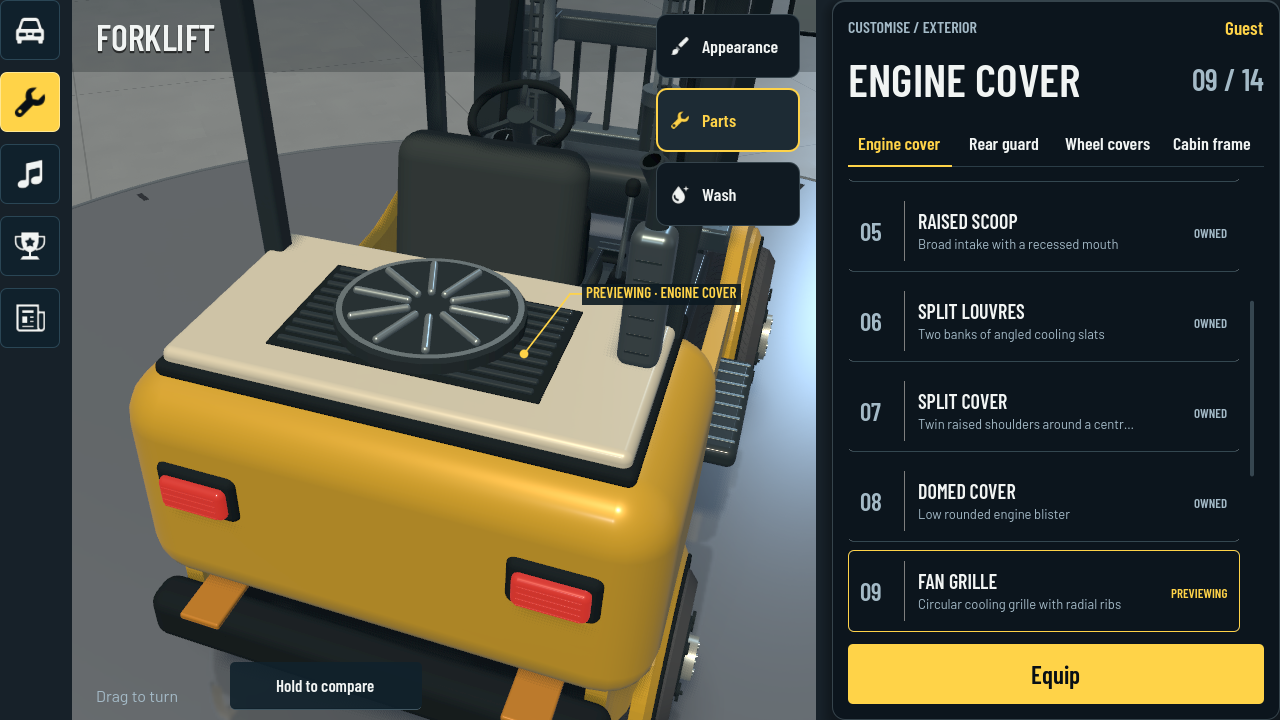 FORKLIFT
Appearance
Parts
Wash
PREVIEWING · ENGINE COVER
Drag to turn
Hold to compare
CUSTOMISE / EXTERIOR
Guest
ENGINE COVER
09 / 14
Engine cover
Rear guard
Wheel covers
Cabin frame
05
RAISED SCOOP
Broad intake with a recessed mouth
OWNED
06
SPLIT LOUVRES
Two banks of angled cooling slats
OWNED
07
SPLIT COVER
Twin raised shoulders around a centr...
OWNED
08
DOMED COVER
Low rounded engine blister
OWNED
09
FAN GRILLE
Circular cooling grille with radial ribs
PREVIEWING
Equip